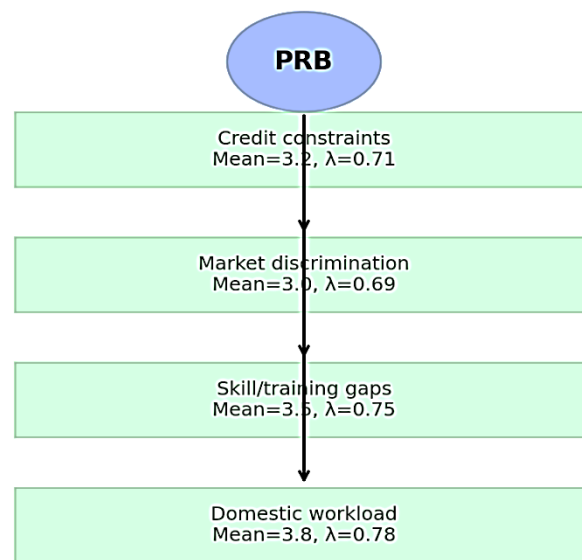 PRB
Credit constraints
Mean=3.2, λ=0.71
Market discrimination
Mean=3.0, λ=0.69
Skill/training gaps
Mean=3.5, λ=0.75
Domestic workload
Mean=3.8, λ=0.78